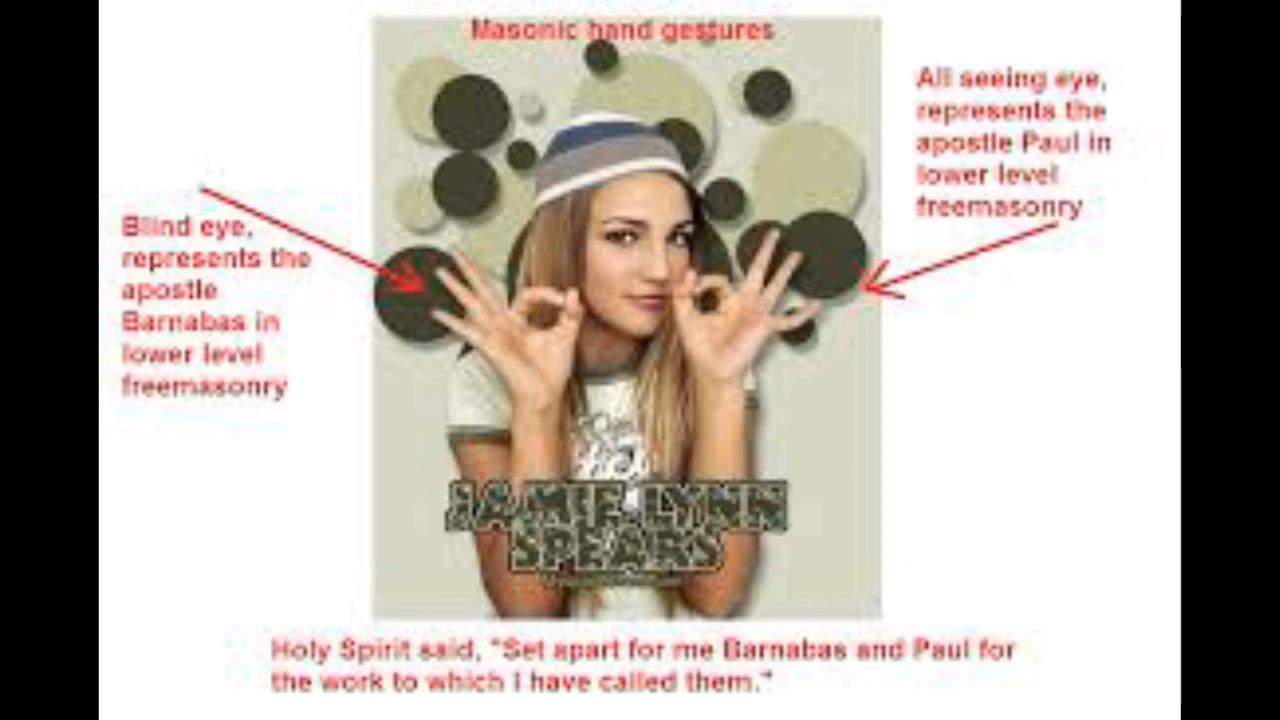 Masonic hand gestures
All seeing eye,
represents the
apostle Paul in
lower level
freemasonry
Blind eye,
represents the
apostle
Barnabas in
lower level
freemasonry
JAMIE LYNN
SPEARS
Holy Spirit said, "Set apart for me Barnabas and Paul for
the work to which I have called them."